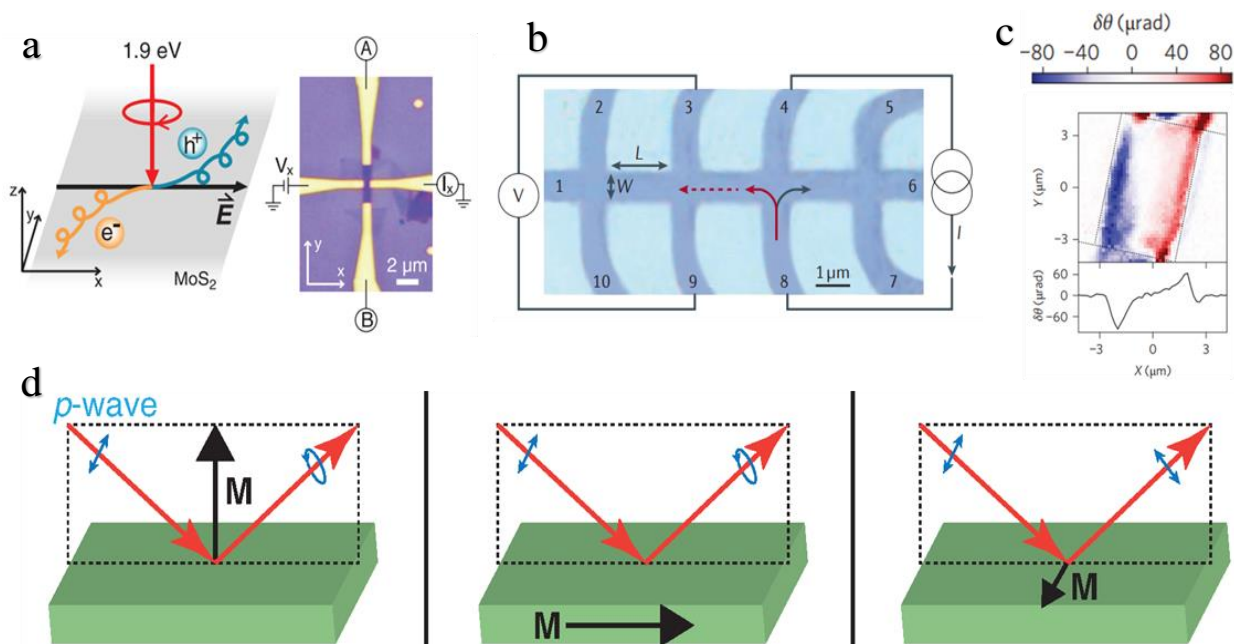 a
1.9 eV
h+
E
e-
z
y
x
MoS2
A
Vx
Ix
y
x
2 μm
B
b
2 3 4 5
L
V
1 W 6
I
10 9 8 7
1 μm
c
δθ (μrad)
−80 0 40 80
Y (μm)
3
0
−3
δθ (μrad)
60
0
−60
−3 0 3
X (μm)
d
p-wave
M
M
M